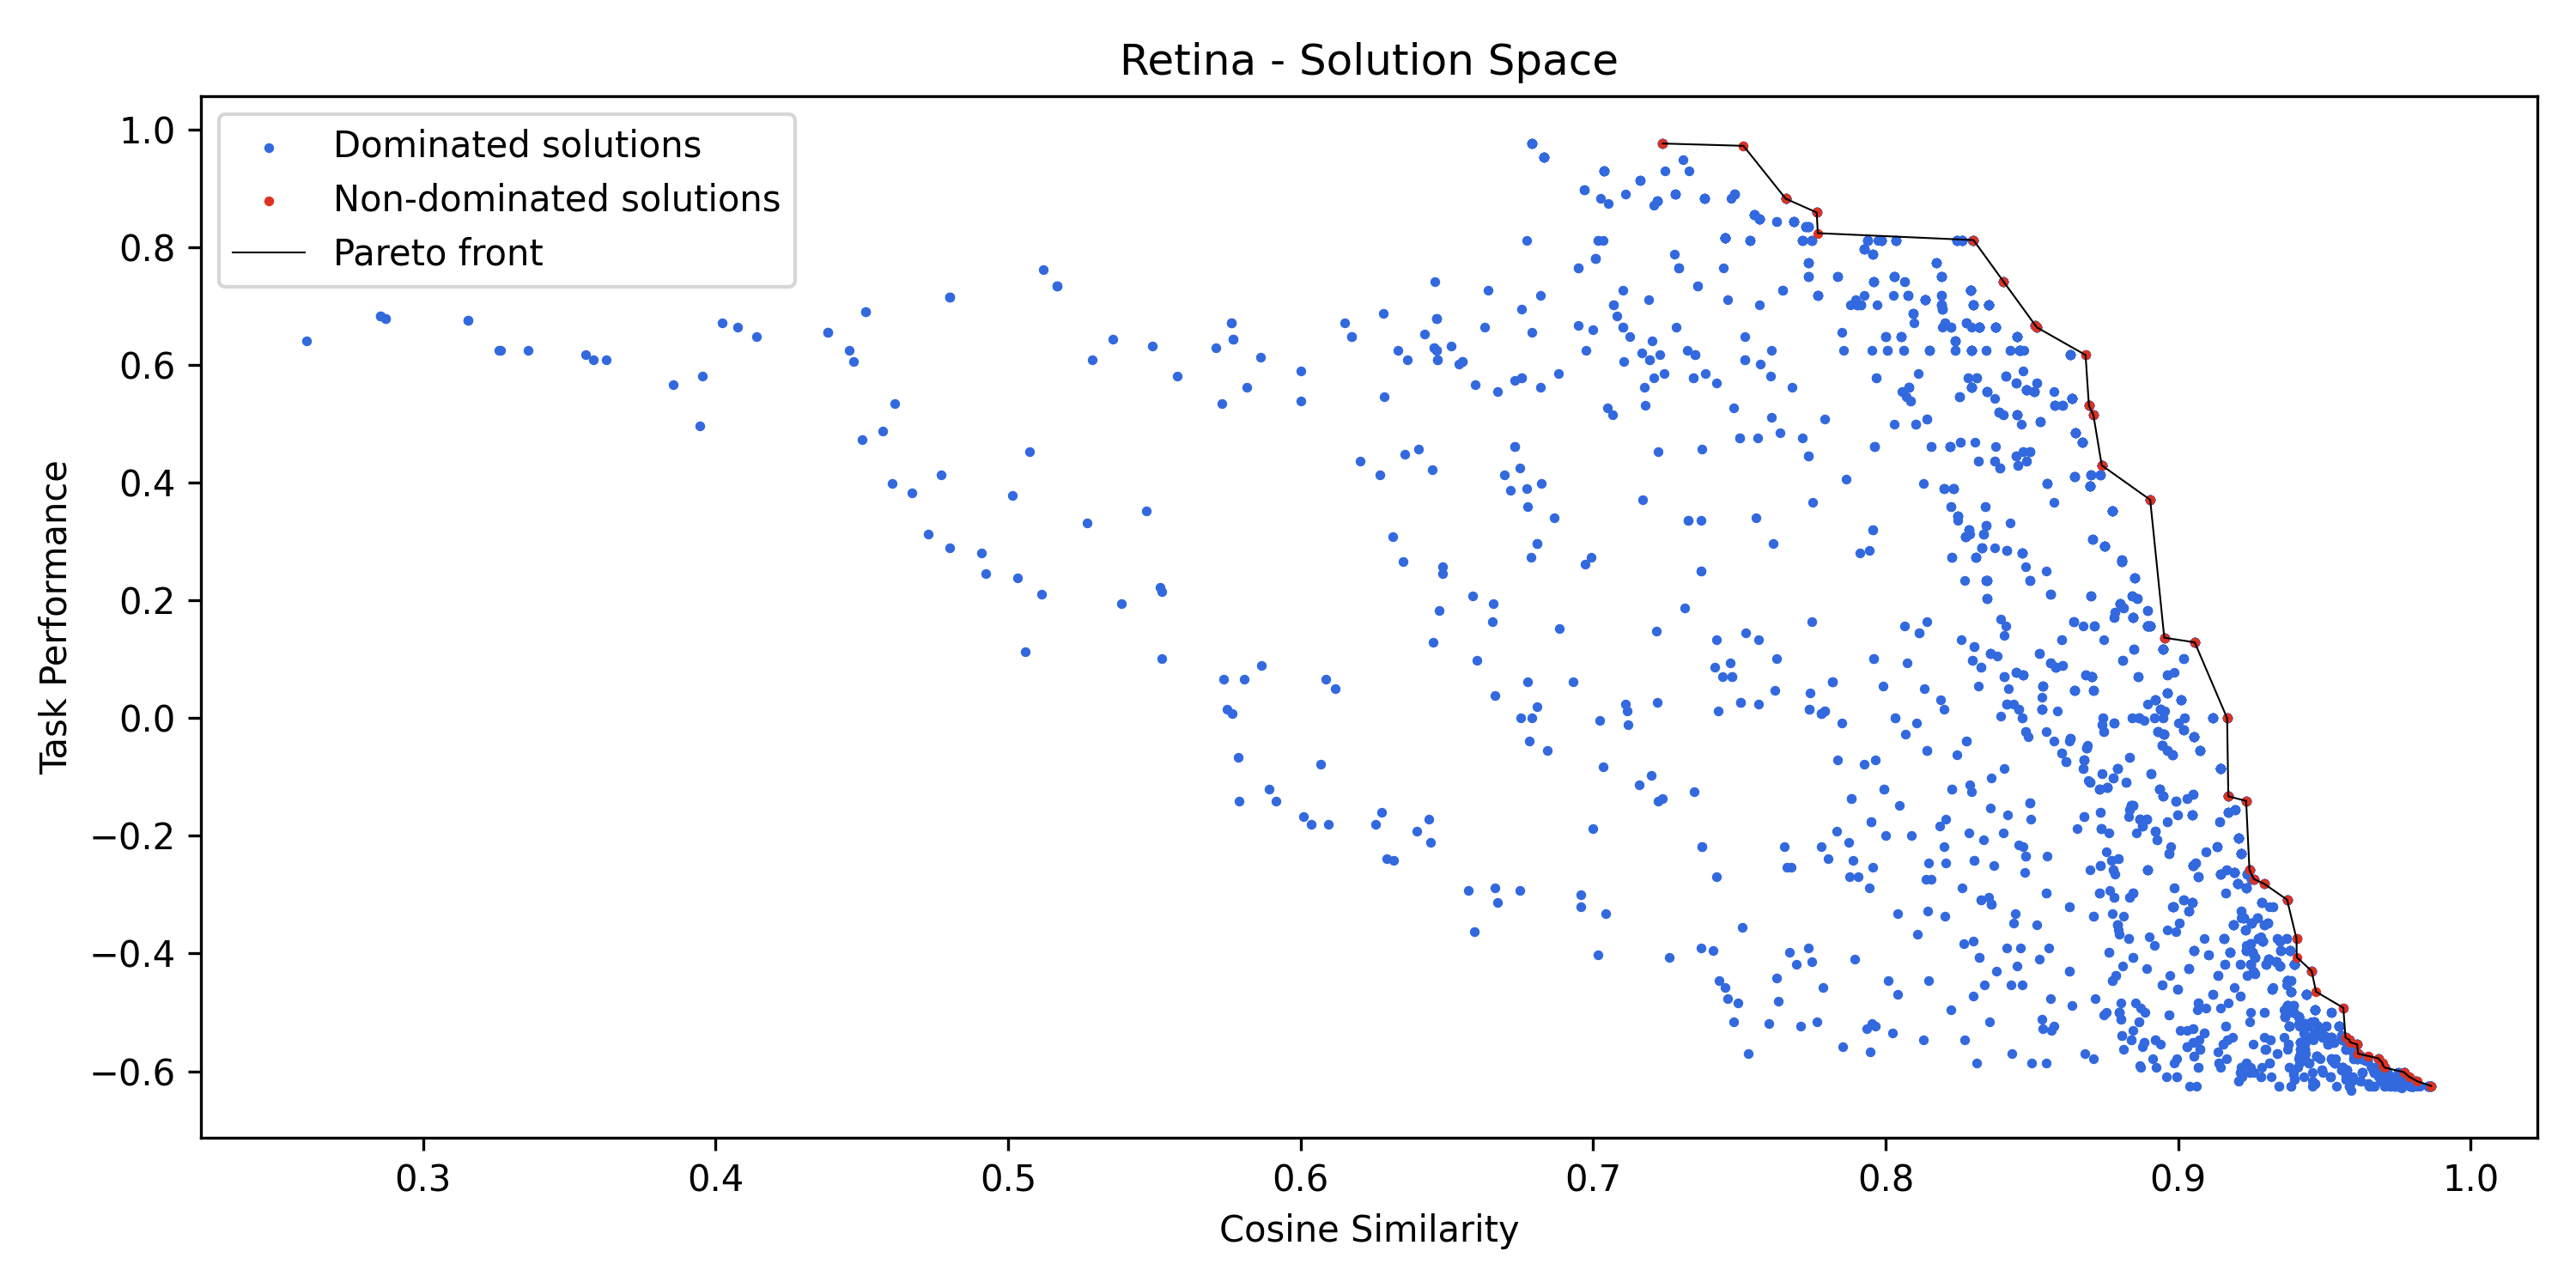 Retina - Solution Space
Dominated solutions
Non-dominated solutions
Pareto front
Task Performance
1.0
0.8
0.6
0.4
0.2
0.0
−0.2
−0.4
−0.6
0.3 0.4 0.5 0.6 0.7 0.8 0.9 1.0
Cosine Similarity